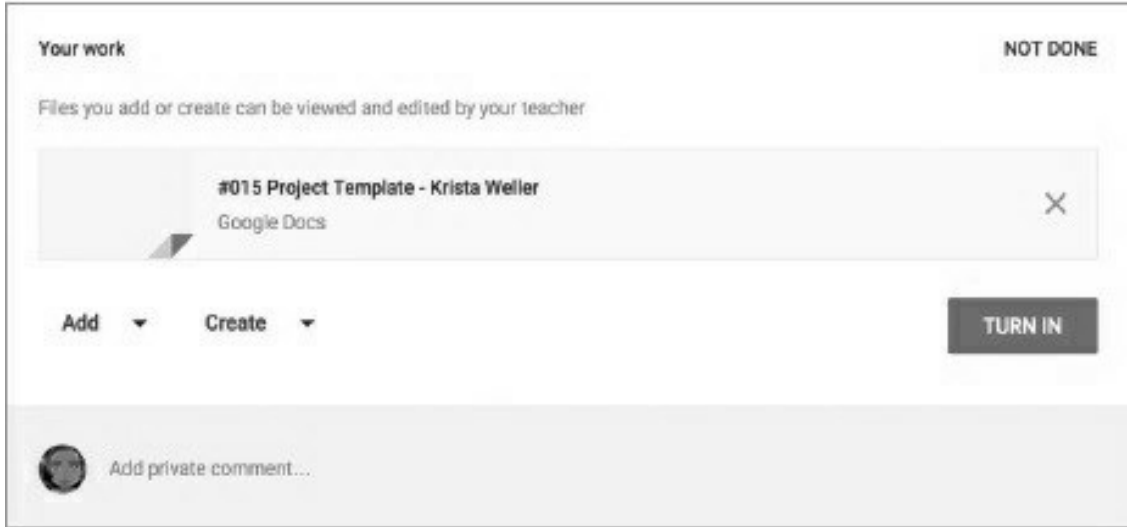 Your work
NOT DONE
Files you add or create can be viewed and edited by your teacher
#015 Project Template - Krista Weller
Google Docs
Add
Create
TURN IN
Add private comment...